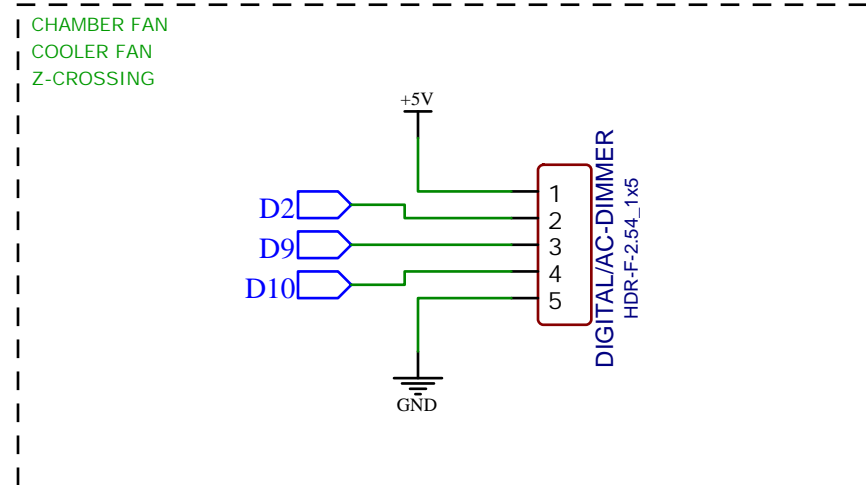 CHAMBER FAN
COOLER FAN
Z-CROSSING
+5V
D2
D9
D10
1
2
3
4
5
DIGITAL/AC-DIMMER
HDR-F-2.54_1x5
GND